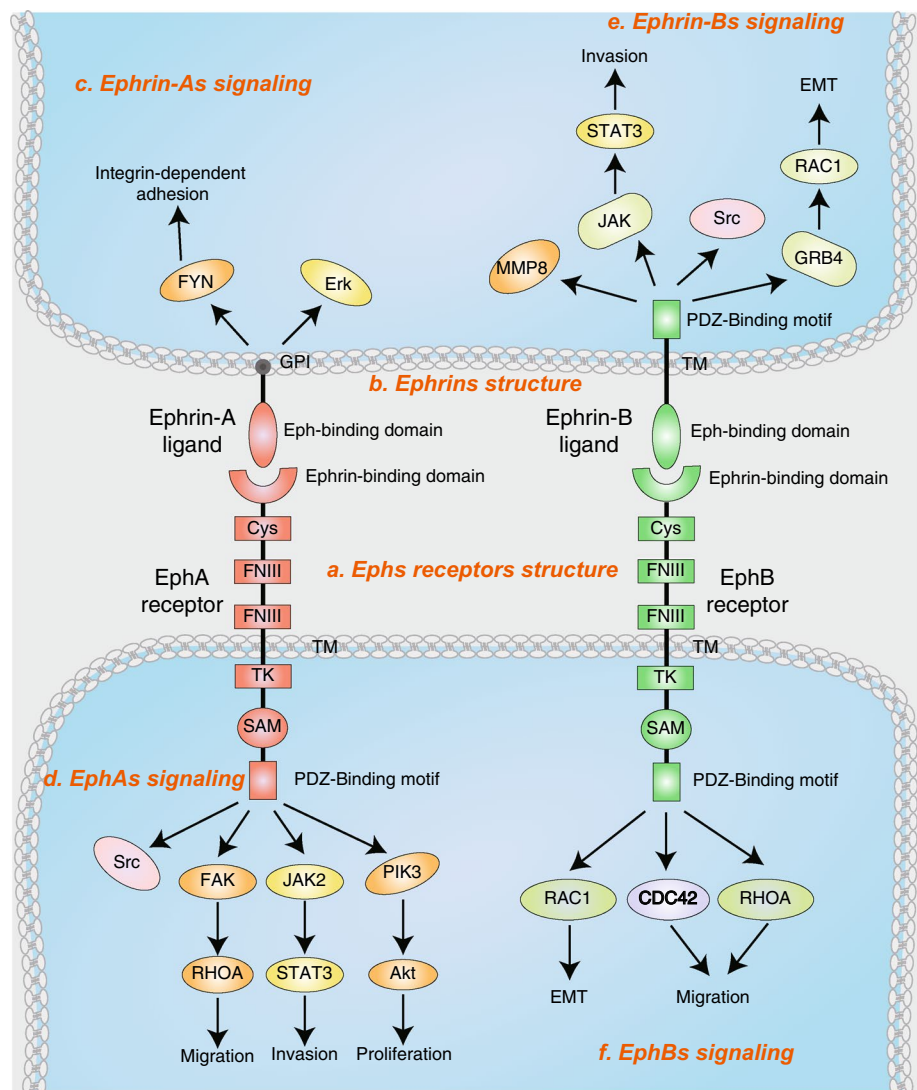 e. Ephrin-Bs signaling
c. Ephrin-As signaling
Invasion
EMT
STAT3
RAC1
Integrin-dependent
adhesion
JAK
Src
GRB4
MMP8
FYN
Erk
PDZ-Binding motif
GPI
TM
b. Ephrins structure
Ephrin-A
ligand
Eph-binding domain
Ephrin-B
ligand
Eph-binding domain
Ephrin-binding domain
Ephrin-binding domain
Cys
Cys
a. Ephs receptors structure
EphA
receptor
FNIII
FNIII
EphB
receptor
FNIII
FNIII
TM
TM
TK
TK
SAM
SAM
d. EphAs signaling
PDZ-Binding motif
PDZ-Binding motif
Src
FAK
JAK2
PIK3
RAC1
CDC42
RHOA
RHOA
STAT3
Akt
EMT
Migration
Migration
Invasion
Proliferation
f. EphBs signaling